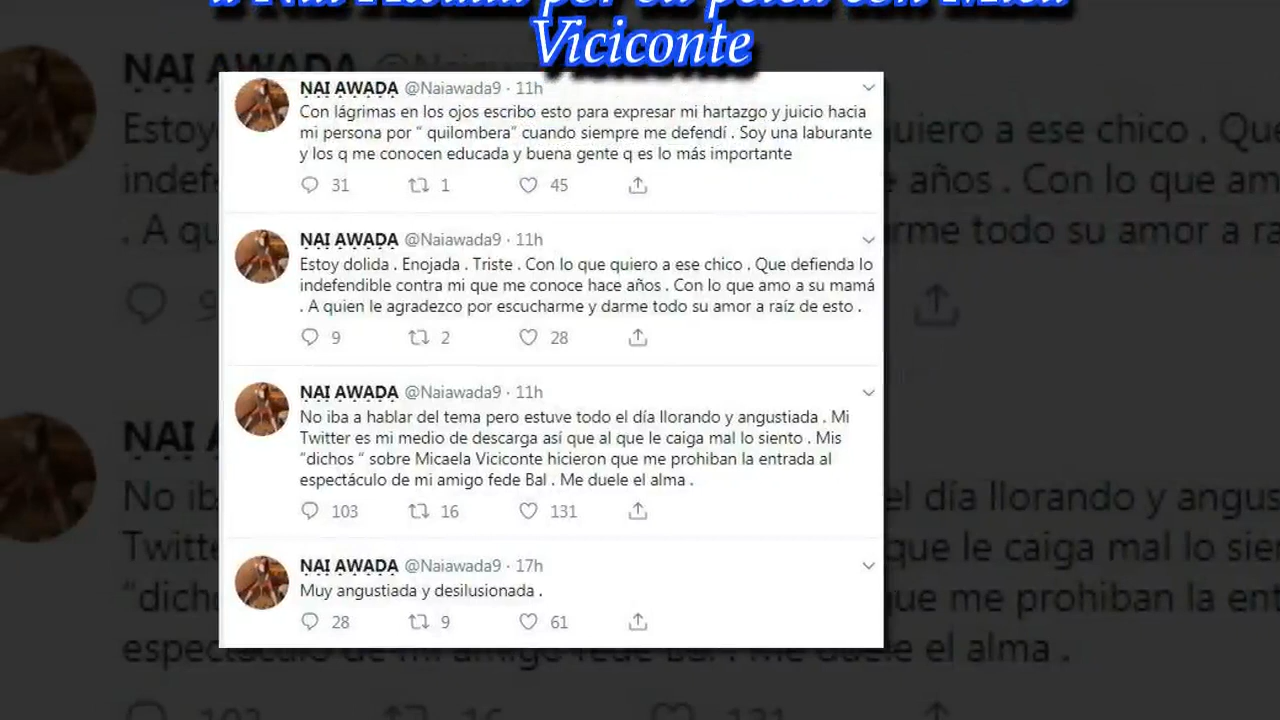 a Nai Awada por su pelea con Mica
Viciconte
NAI AWADA @Naiawada9 · 11h
Con lágrimas en los ojos escribo esto para expresar mi hartazgo y juicio hacia
mi persona por " quilombera" cuando siempre me defendí . Soy una laburante
y los q me conocen educada y buena gente q es lo más importante
31 1 45
NAI AWADA @Naiawada9 · 11h
Estoy dolida . Enojada . Triste . Con lo que quiero a ese chico . Que defienda lo
indefendible contra mi que me conoce hace años . Con lo que amo a su mamá
. A quien le agradezco por escucharme y darme todo su amor a raíz de esto .
9 2 28
NAI AWADA @Naiawada9 · 11h
No iba a hablar del tema pero estuve todo el día llorando y angustiada . Mi
Twitter es mi medio de descarga así que al que le caiga mal lo siento . Mis
"dichos " sobre Micaela Viciconte hicieron que me prohiban la entrada al
espectáculo de mi amigo fede Bal . Me duele el alma .
103 16 131
NAI AWADA @Naiawada9 · 17h
Muy angustiada y desilusionada .
28 9 61